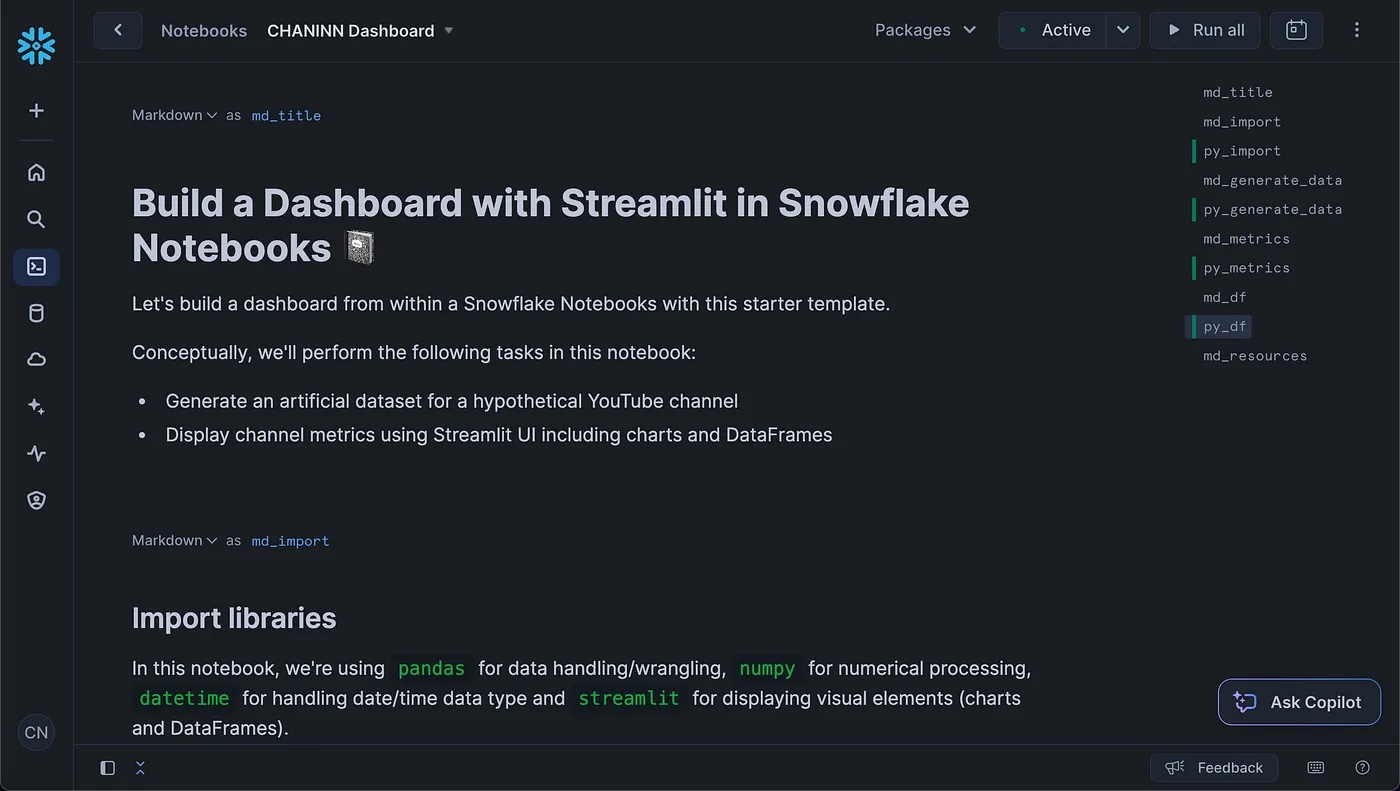 Notebooks CHANINN Dashboard
Packages Active Run all
Markdown as md_title
Build a Dashboard with Streamlit in Snowflake
Notebooks
Let's build a dashboard from within a Snowflake Notebooks with this starter template.
Conceptually, we'll perform the following tasks in this notebook:
• Generate an artificial dataset for a hypothetical YouTube channel
• Display channel metrics using Streamlit UI including charts and DataFrames
Markdown as md_import
Import libraries
In this notebook, we're using pandas for data handling/wrangling, numpy for numerical processing,
datetime for handling date/time data type and streamlit for displaying visual elements (charts
and DataFrames).
md_title
md_import
py_import
md_generate_data
py_generate_data
md_metrics
py_metrics
md_df
py_df
md_resources
Ask Copilot
CN
Feedback